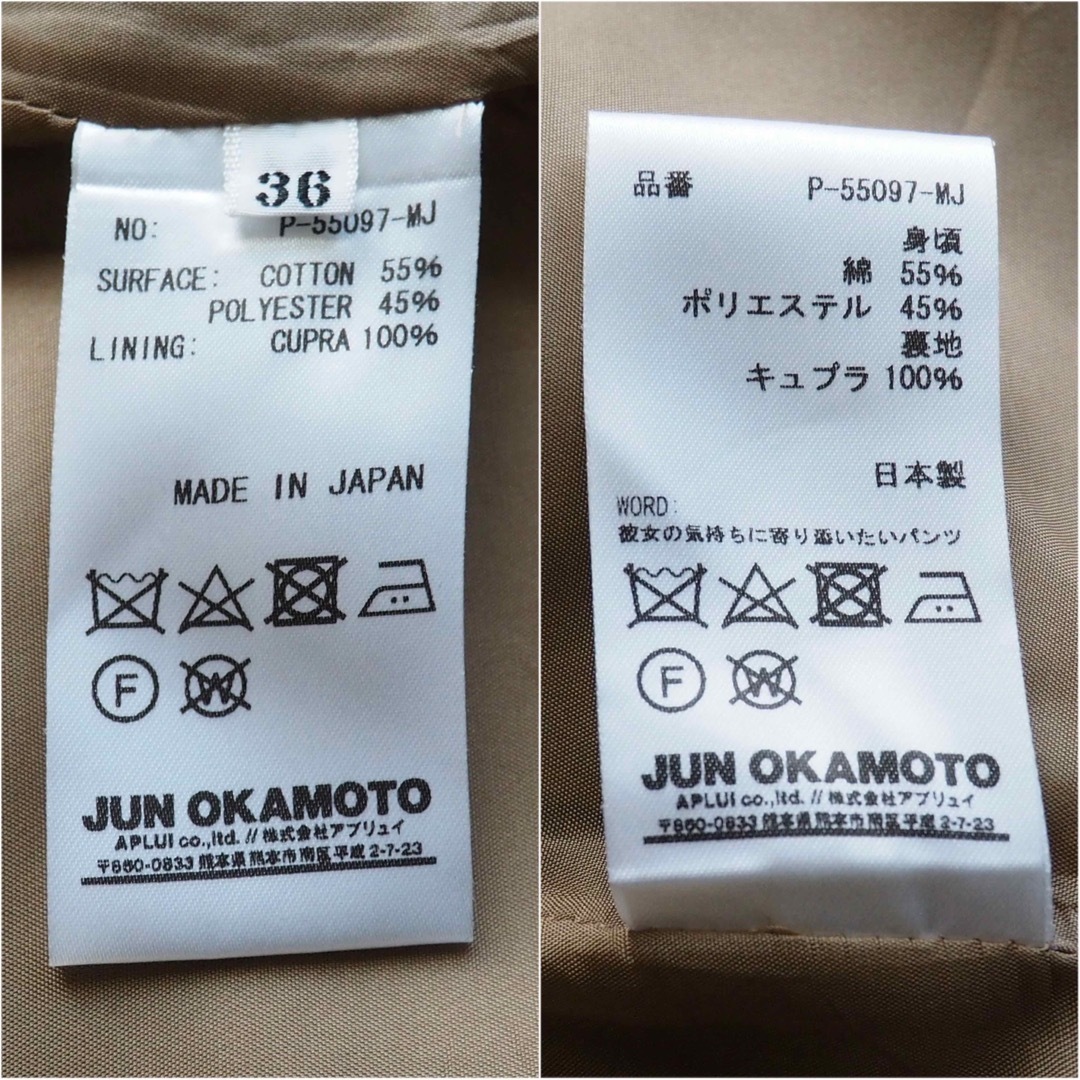 36
NO: P-55097-MJ
SURFACE: COTTON 55%
POLYESTER 45%
LINING: CUPRA 100%
MADE IN JAPAN
F
W
JUN OKAMOTO
APLUI co.,ltd. // 株式会社アプリュイ
〒860-0833 熊本県熊本市南区平成 2-7-23
品番 P-55097-MJ
身頃
綿 55%
ポリエステル 45%
裏地
キュプラ 100%
日本製
WORD:
彼女の気持ちに寄り添いたいパンツ
F
W
JUN OKAMOTO
APLUI co.,ltd. // 株式会社アプリュイ
〒860-0833 熊本県熊本市南区平成 2-7-23